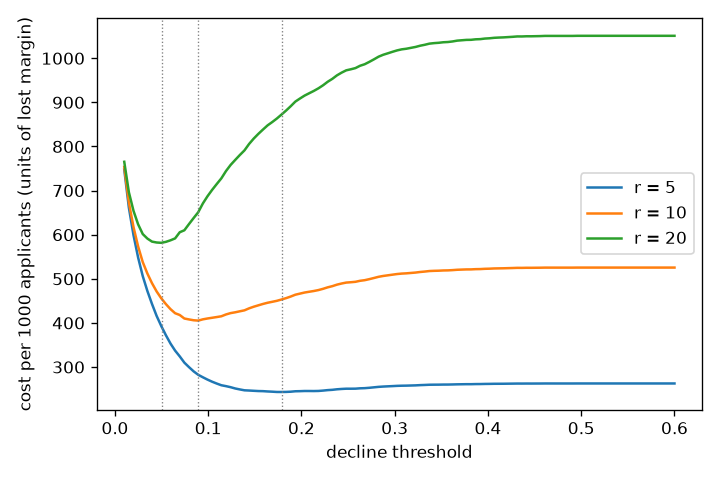 cost per 1000 applicants (units of lost margin)
1000
900
800
700
600
500
400
300
r = 5
r = 10
r = 20
0.0 0.1 0.2 0.3 0.4 0.5 0.6
decline threshold